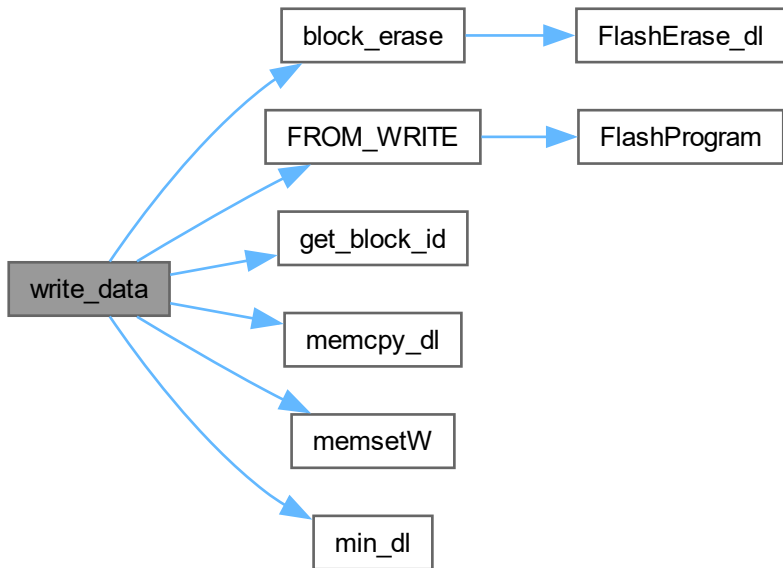 block_erase
FlashErase_dl
FROM_WRITE
FlashProgram
get_block_id
write_data
memcpy_dl
memsetW
min_dl